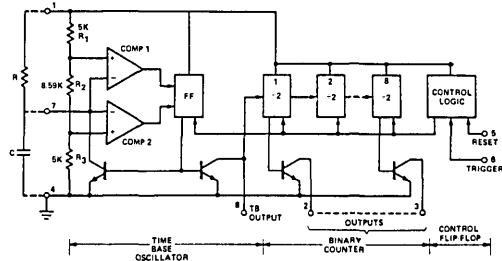 1
5K
R1
COMP 1
R
8.59K
R2
FF
1
÷2
2
÷2
8
÷2
CONTROL
LOGIC
7
COMP 2
C
5K
R3
5
RESET
6
TRIGGER
4
8
TB
OUTPUT
2
3
OUTPUTS
TIME
BASE
OSCILLATOR
BINARY
COUNTER
CONTROL
FLIP-FLOP